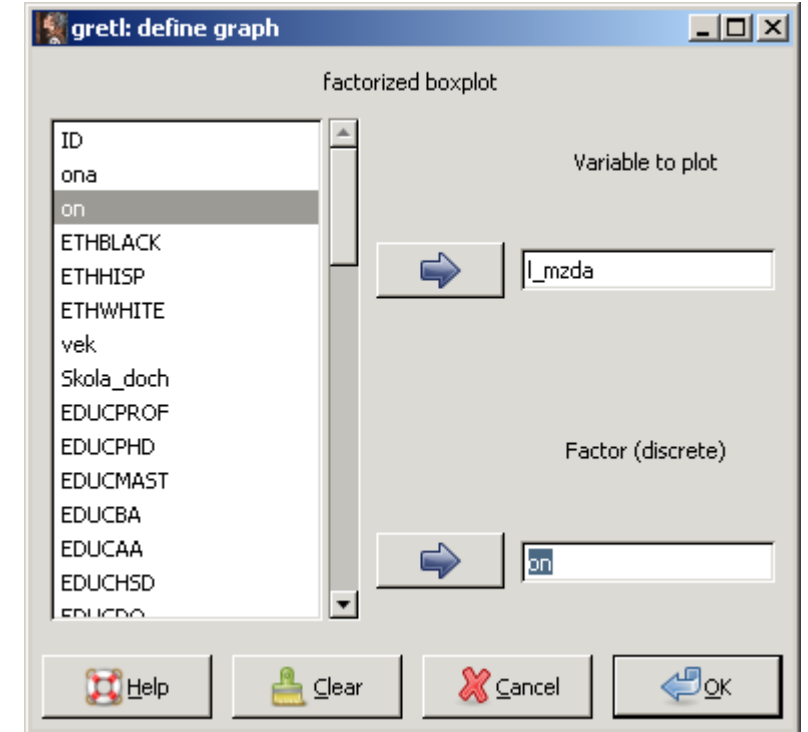 gretl: define graph
factorized boxplot
ID
ona
on
ETHBLACK
ETHHISP
ETHWHITE
vek
Skola_doch
EDUCPROF
EDUCPHD
EDUCMAST
EDUCBA
EDUCAA
EDUCHSD
EDUCDO
Variable to plot
l_mzda
Factor (discrete)
on
Help
Clear
Cancel
OK